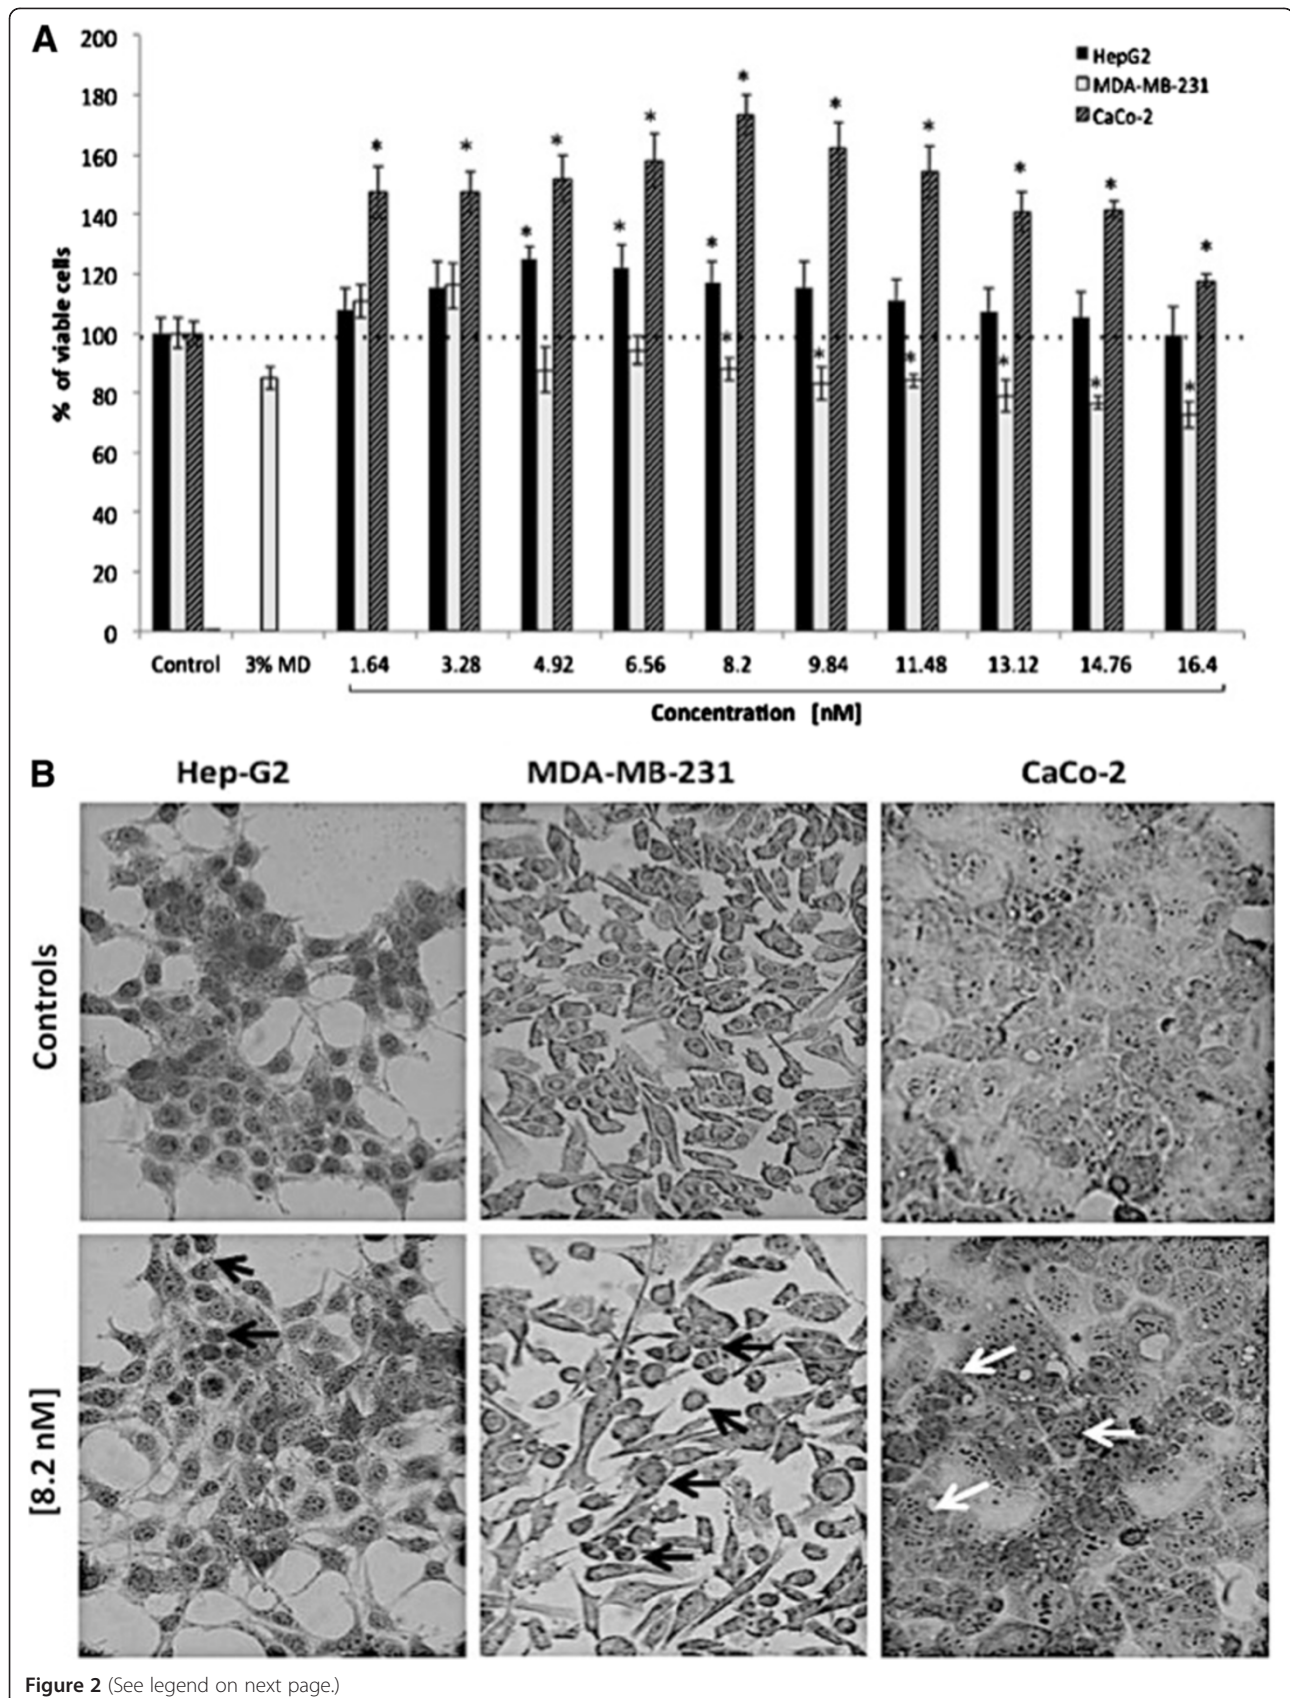 A
200
180
160
140
120
100
80
60
40
20
0
% of viable cells
HepG2
MDA-MB-231
CaCo-2
* * * * * * * * * *
* * *
* * * * * *
Control 3% MD 1.64 3.28 4.92 6.56 8.2 9.84 11.48 13.12 14.76 16.4
Concentration [nM]
B
Hep-G2 MDA-MB-231 CaCo-2
Controls
[8.2 nM]
Figure 2 (See legend on next page.)